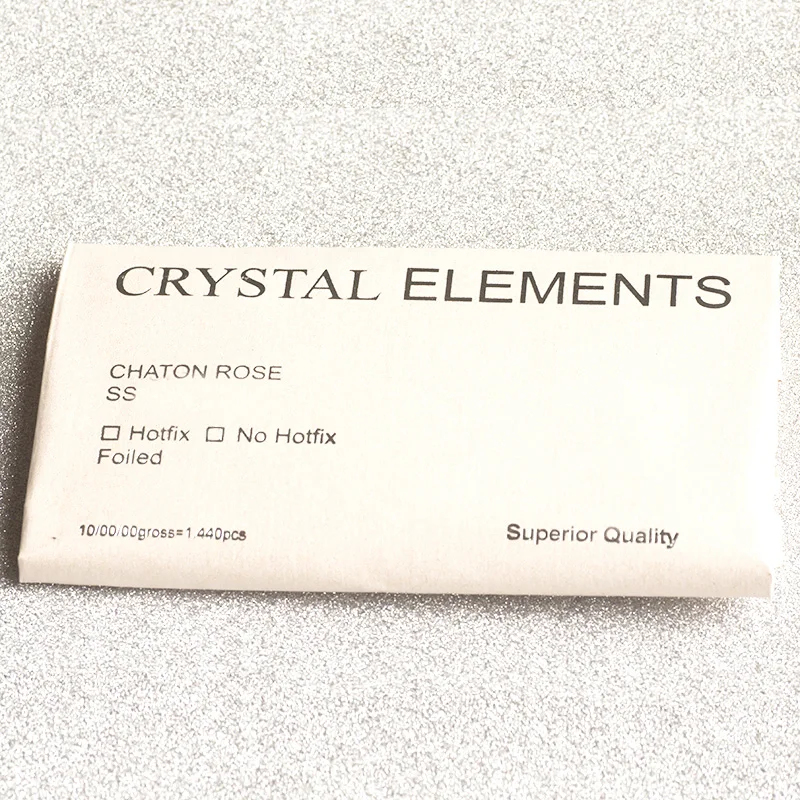 CRYSTAL ELEMENTS
CHATON ROSE
SS
☐ Hotfix ☐ No Hotfix
Foiled
10/00/00gross=1.440pcs Superior Quality